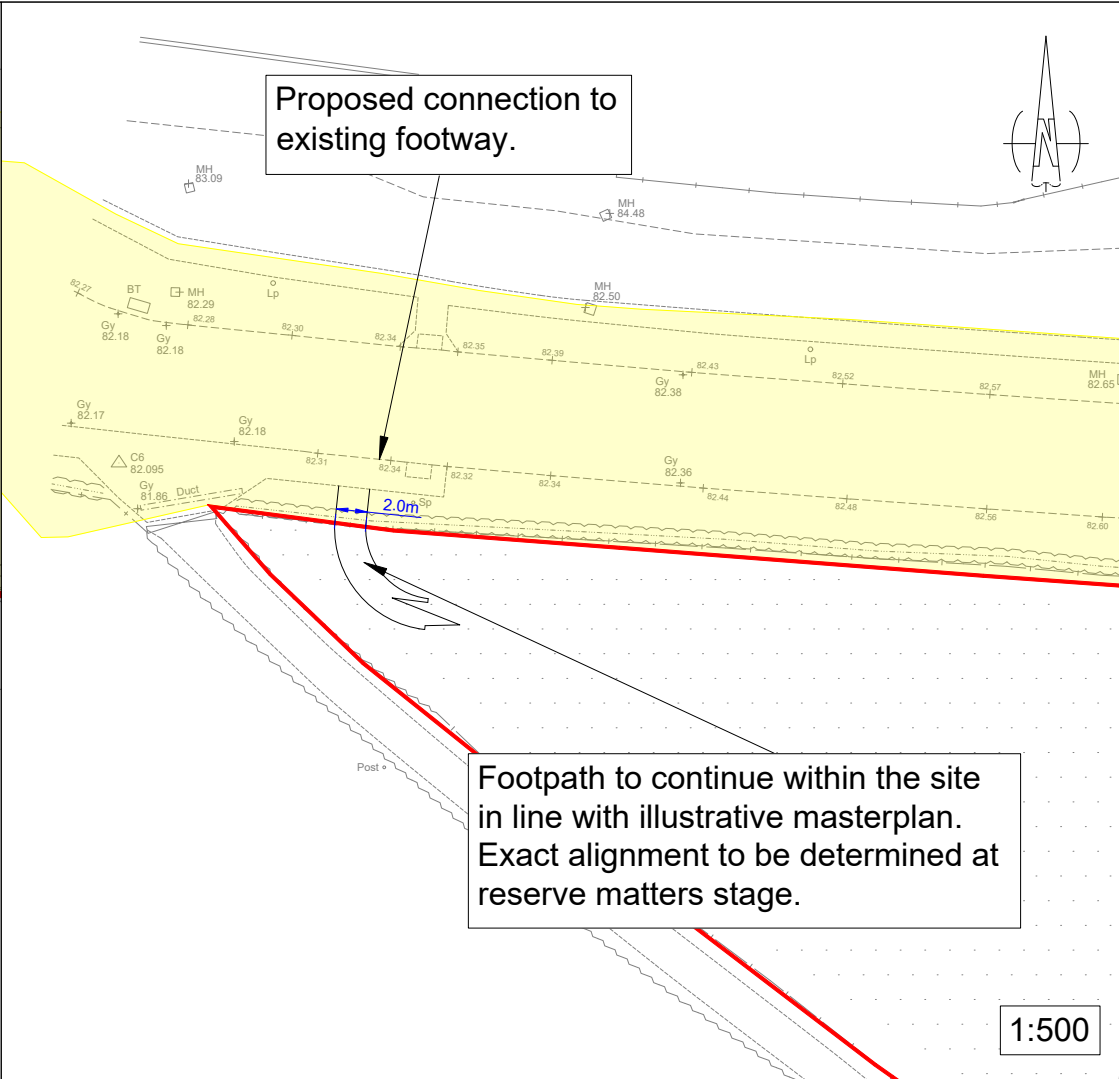 Proposed connection to
existing footway.
N
MH
83.09
MH
84.48
MH
82.50
82.27
BT
MH
82.29
Lp
Gy
82.18
Gy
82.18
82.28
82.30
82.34
82.35
82.39
Gy
82.38
82.43
Lp
82.52
82.57
MH
82.65
Gy
82.17
Gy
82.18
C6
82.095
82.31
82.34
82.32
82.34
Gy
82.36
82.44
82.48
82.56
82.60
Gy
81.86
Duct
2.0m
Sp
Post
Footpath to continue within the site
in line with illustrative masterplan.
Exact alignment to be determined at
reserve matters stage.
1:500